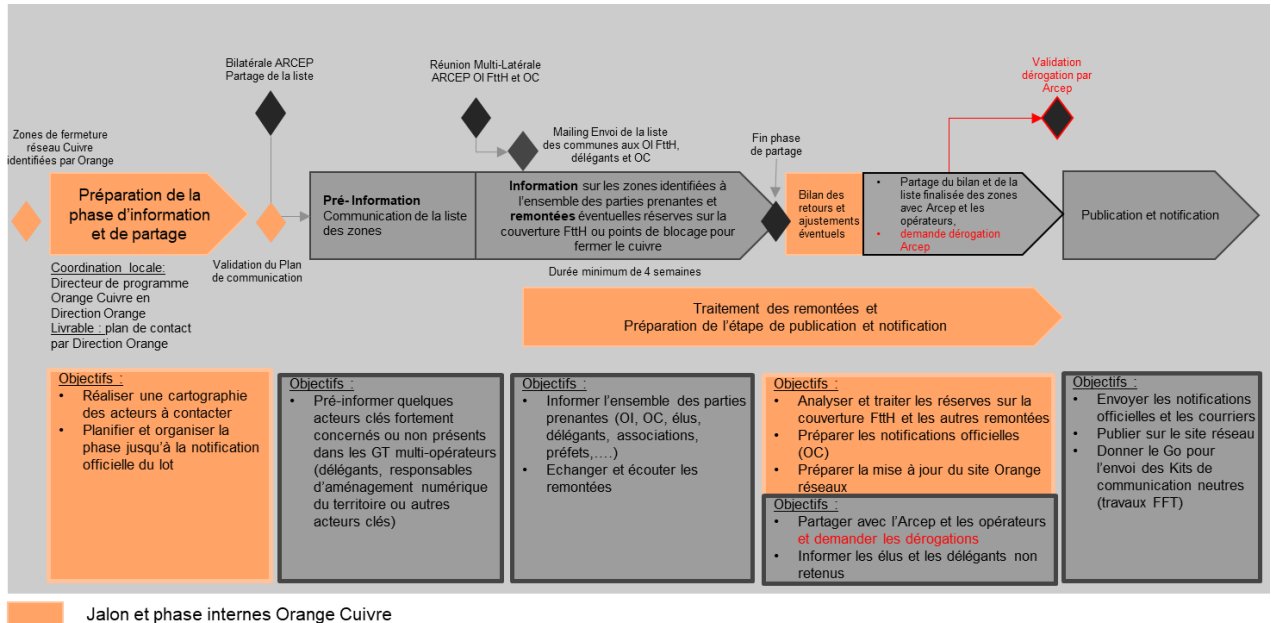 Bilatérale ARCEP
Partage de la liste
Réunion Multi-Latérale
ARCEP OI FttH et OC
Validation
dérogation par
Arcep
Zones de fermeture
réseau Cuivre
identifiées par Orange
Mailing Envoi de la liste
des communes aux OI FttH,
délégants et OC
Fin phase
de partage
Préparation de la
phase d'information
et de partage
Pré- Information
Communication de la liste
des zones
Information sur les zones identifiées à
l'ensemble des parties prenantes et
remontées éventuelles réserves sur la
couverture FttH ou points de blocage pour
fermer le cuivre
Bilan des
retours et
ajustements
éventuels
• Partage du bilan et de la
liste finalisée des zones
avec Arcep et les
opérateurs,
• demande dérogation
Arcep
Publication et notification
Coordination locale:
Directeur de programme
Orange Cuivre en
Direction Orange
Livrable : plan de contact
par Direction Orange
Validation du Plan
de communication
Durée minimum de 4 semaines
Traitement des remontées et
Préparation de l'étape de publication et notification
Objectifs :
• Réaliser une cartographie
des acteurs à contacter
• Planifier et organiser la
phase jusqu'à la notification
officielle du lot
Objectifs :
• Pré-informer quelques
acteurs clés fortement
concernés ou non présents
dans les GT multi-opérateurs
(délégants, responsables
d'aménagement numérique
du territoire ou autres
acteurs clés)
Objectifs :
• Informer l'ensemble des parties
prenantes (OI, OC, élus,
délégants, associations,
préfets,….)
• Echanger et écouter les
remontées
Objectifs :
• Analyser et traiter les réserves sur la
couverture FttH et les autres remontées
• Préparer les notifications officielles
(OC)
• Préparer la mise à jour du site Orange
réseaux
Objectifs :
• Partager avec l'Arcep et les opérateurs
et demander les dérogations
• Informer les élus et les délégants non
retenus
Objectifs :
• Envoyer les notifications
officielles et les courriers
• Publier sur le site réseau
• Donner le Go pour
l'envoi des Kits de
communication neutres
(travaux FFT)
Jalon et phase internes Orange Cuivre